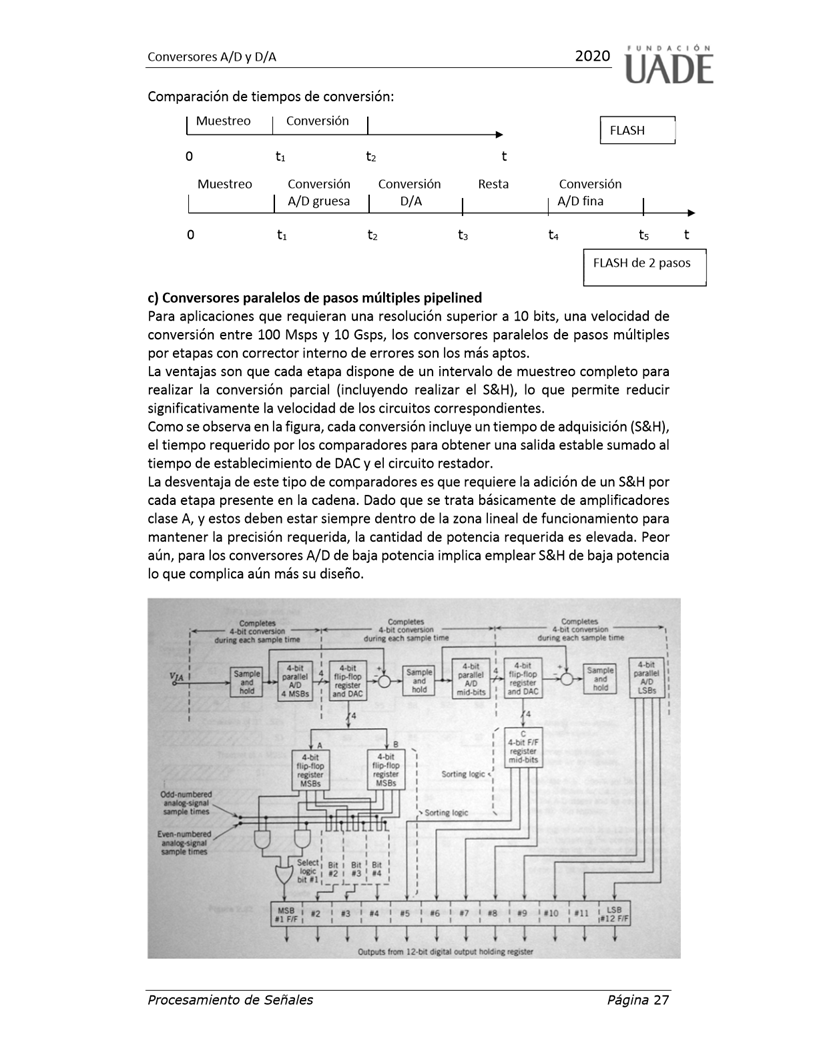 Conversores A/D y D/A 2020 FUNDACIÓN UADE
Comparación de tiempos de conversión:
Muestreo Conversión
FLASH
0 t₁ t₂ t
Muestreo Conversión Conversión Resta Conversión
A/D gruesa D/A A/D fina
0 t₁ t₂ t₃ t₄ t₅ t
FLASH de 2 pasos
c) Conversores paralelos de pasos múltiples pipelined
Para aplicaciones que requieran una resolución superior a 10 bits, una velocidad de
conversión entre 100 Msps y 10 Gsps, los conversores paralelos de pasos múltiples
por etapas con corrector interno de errores son los más aptos.
La ventajas son que cada etapa dispone de un intervalo de muestreo completo para
realizar la conversión parcial (incluyendo realizar el S&H), lo que permite reducir
significativamente la velocidad de los circuitos correspondientes.
Como se observa en la figura, cada conversión incluye un tiempo de adquisición (S&H),
el tiempo requerido por los comparadores para obtener una salida estable sumado al
tiempo de establecimiento de DAC y el circuito restador.
La desventaja de este tipo de comparadores es que requiere la adición de un S&H por
cada etapa presente en la cadena. Dado que se trata básicamente de amplificadores
clase A, y estos deben estar siempre dentro de la zona lineal de funcionamiento para
mantener la precisión requerida, la cantidad de potencia requerida es elevada. Peor
aún, para los conversores A/D de baja potencia implica emplear S&H de baja potencia
lo que complica aún más su diseño.
Completes Completes Completes
4-bit conversion 4-bit conversion 4-bit conversion
during each sample time during each sample time during each sample time
V_IA
Sample and hold
4-bit parallel A/D 4 MSBs
4
4-bit flip-flop register and DAC
+
-
Sample and hold
4-bit parallel A/D mid-bits
4
4-bit flip-flop register and DAC
+
-
Sample and hold
4-bit parallel A/D LSBs
4
4
A
4-bit flip-flop register MSBs
B
4-bit flip-flop register MSBs
C
4-bit F/F register mid-bits
Sorting logic
Odd-numbered
analog-signal
sample times
Sorting logic
Even-numbered
analog-signal
sample times
Select logic bit #1
Bit #2
Bit #3
Bit #4
MSB #1 F/F #2 #3 #4 #5 #6 #7 #8 #9 #10 #11 LSB #12 F/F
Outputs from 12-bit digital output holding register
Procesamiento de Señales Página 27